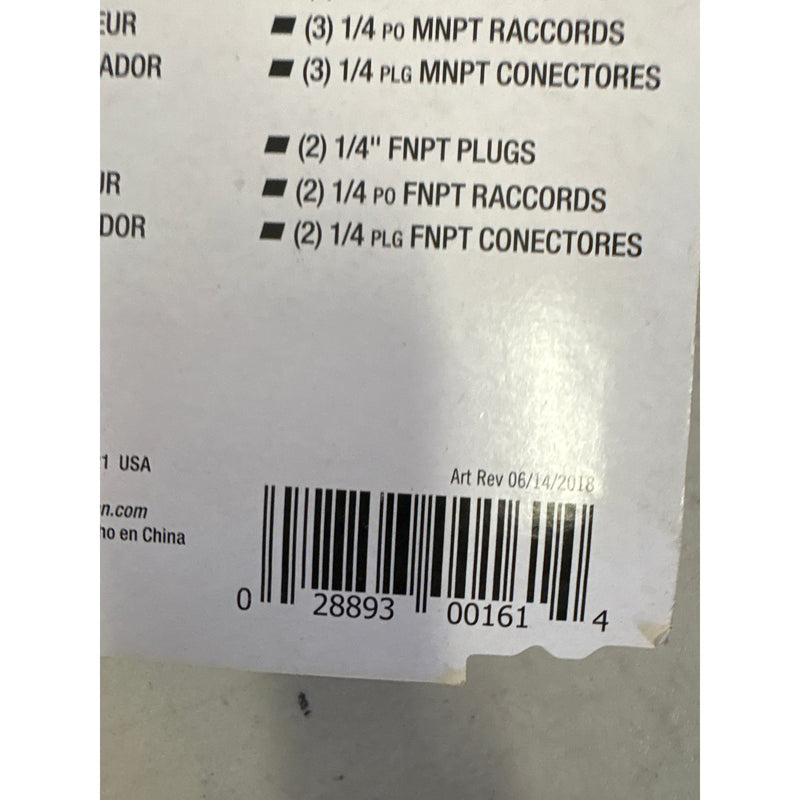 (3) 1/4 PO MNPT RACCORDS
(3) 1/4 PLG MNPT CONECTORES
(2) 1/4" FNPT PLUGS
(2) 1/4 PO FNPT RACCORDS
(2) 1/4 PLG FNPT CONECTORES
EUR
ADOR
UR
DOR
1 USA
n.com
ho en China
Art Rev 06/14/2018
0 28893 00161 4